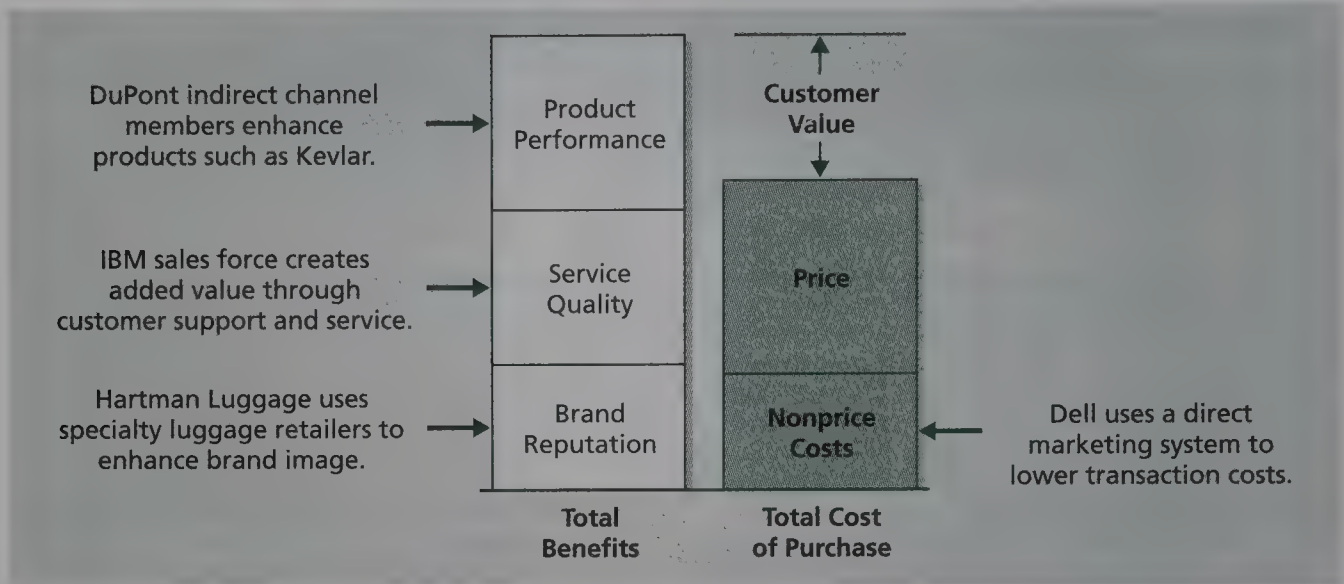 DuPont indirect channel
members enhance
products such as Kevlar.
IBM sales force creates
added value through
customer support and service.
Hartman Luggage uses
specialty luggage retailers to
enhance brand image.
Product
Performance
Service
Quality
Brand
Reputation
Total
Benefits
Customer
Value
Price
Nonprice
Costs
Total Cost
of Purchase
Dell uses a direct
marketing system to
lower transaction costs.